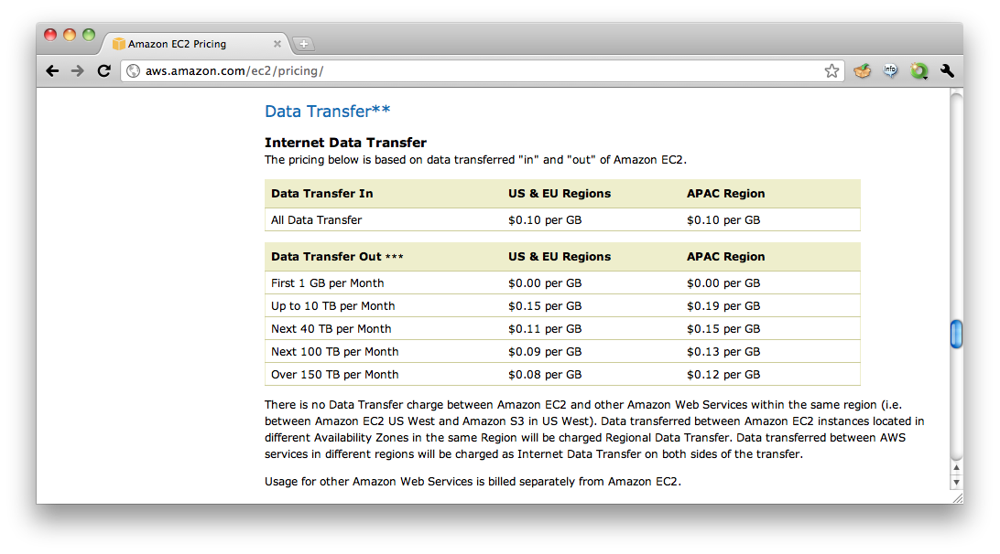 Amazon EC2 Pricing
aws.amazon.com/ec2/pricing/
Info
Data Transfer**
Internet Data Transfer
The pricing below is based on data transferred "in" and "out" of Amazon EC2.
Data Transfer In US & EU Regions APAC Region
All Data Transfer $0.10 per GB $0.10 per GB
Data Transfer Out *** US & EU Regions APAC Region
First 1 GB per Month $0.00 per GB $0.00 per GB
Up to 10 TB per Month $0.15 per GB $0.19 per GB
Next 40 TB per Month $0.11 per GB $0.15 per GB
Next 100 TB per Month $0.09 per GB $0.13 per GB
Over 150 TB per Month $0.08 per GB $0.12 per GB
There is no Data Transfer charge between Amazon EC2 and other Amazon Web Services within the same region (i.e.
between Amazon EC2 US West and Amazon S3 in US West). Data transferred between Amazon EC2 instances located in
different Availability Zones in the same Region will be charged Regional Data Transfer. Data transferred between AWS
services in different regions will be charged as Internet Data Transfer on both sides of the transfer.
Usage for other Amazon Web Services is billed separately from Amazon EC2.